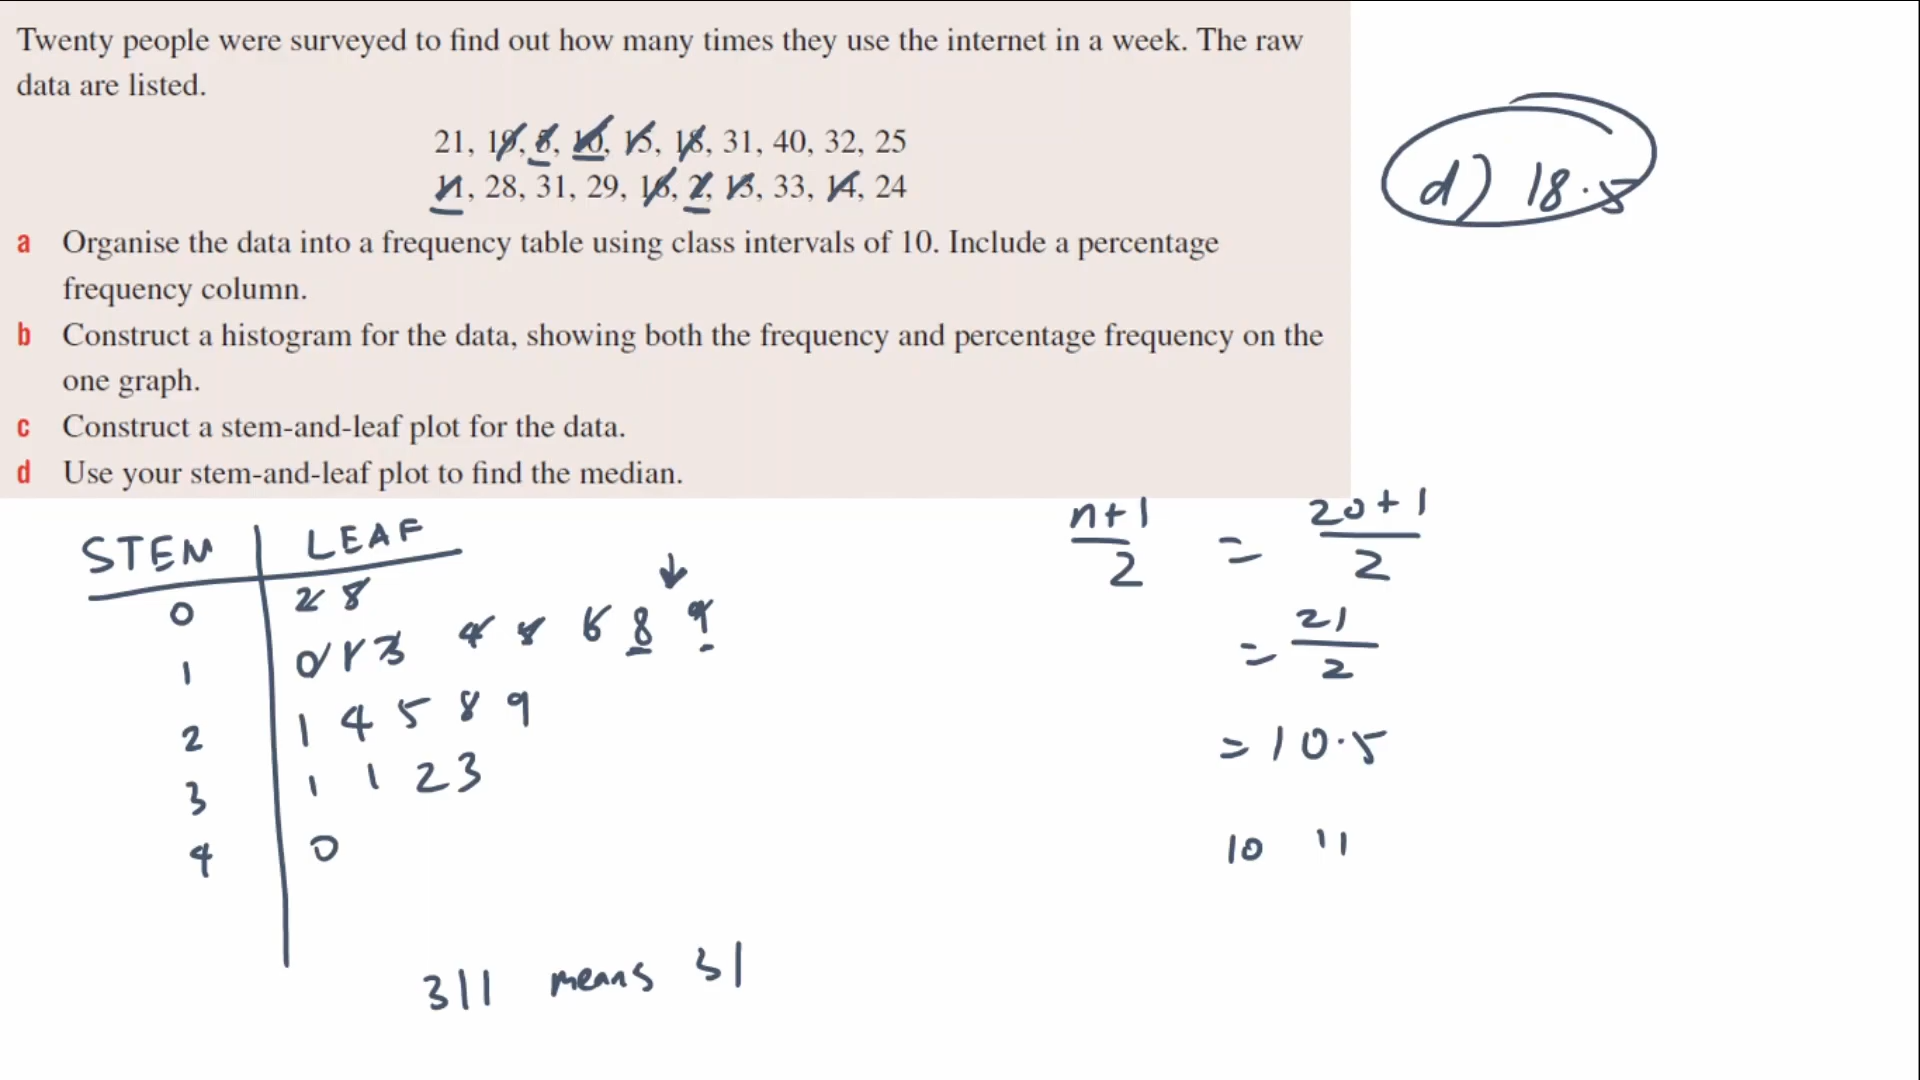 Twenty people were surveyed to find out how many times they use the internet in a week. The raw
data are listed.
21, 19, 5, 10, 15, 18, 31, 40, 32, 25
11, 28, 31, 29, 16, 2, 13, 33, 14, 24
a Organise the data into a frequency table using class intervals of 10. Include a percentage
frequency column.
b Construct a histogram for the data, showing both the frequency and percentage frequency on the
one graph.
c Construct a stem-and-leaf plot for the data.
d Use your stem-and-leaf plot to find the median.
d) 18.5
STEM | LEAF
0 | 2 8
1 | 0 1 3 4 5 6 8 9
2 | 1 4 5 8 9
3 | 1 1 2 3
4 | 0
3|1 means 31
n+1/2 = 20+1/2
= 21/2
= 10.5
10 11